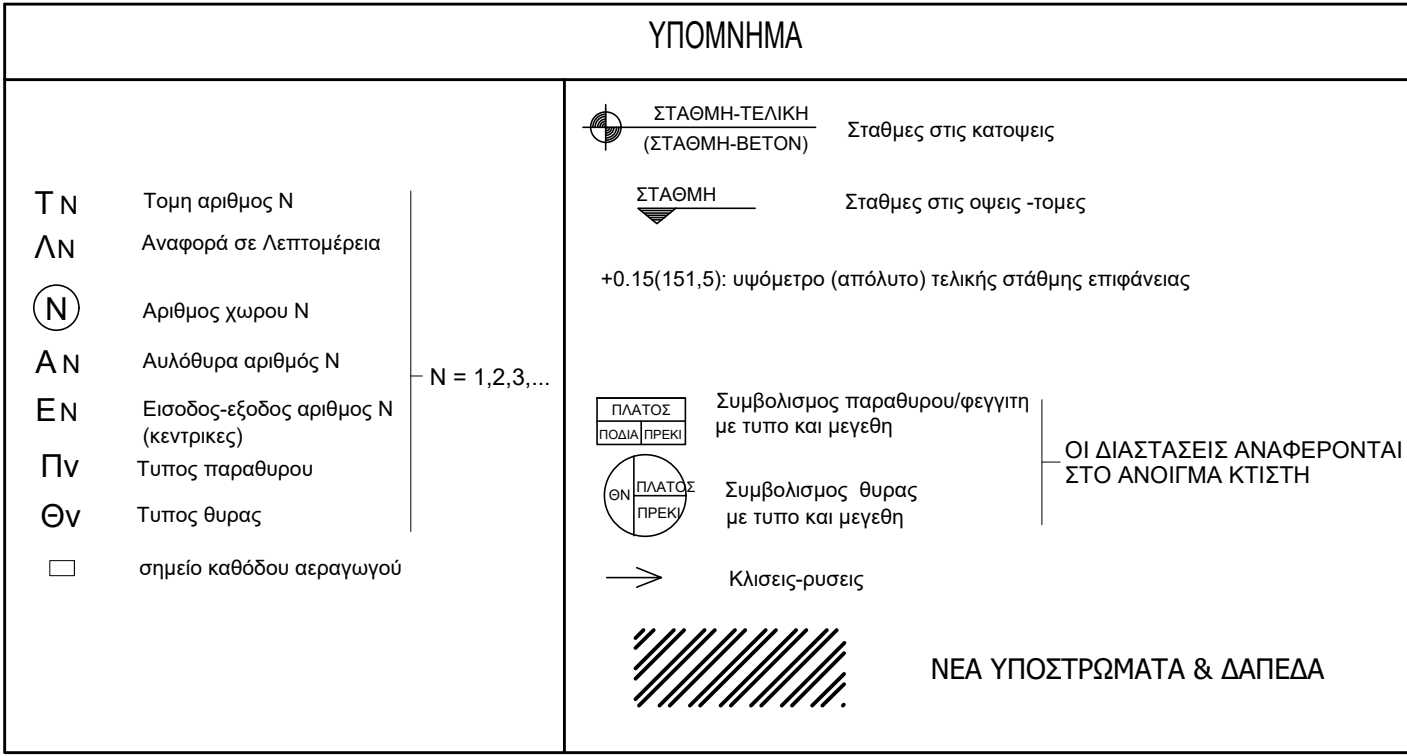 ΥΠΟΜΝΗΜΑ
Τ Ν Τομη αριθμος Ν
ΛΝ Αναφορά σε Λεπτομέρεια
Ν Αριθμος χωρου Ν
Α Ν Αυλόθυρα αριθμός Ν
ΕΝ Εισοδος-εξοδος αριθμος Ν
(κεντρικες)
Πν Τυπος παραθυρου
Θν Τυπος θυρας
Ν = 1,2,3,...
σημείο καθόδου αεραγωγού
ΣΤΑΘΜΗ-ΤΕΛΙΚΗ
(ΣΤΑΘΜΗ-ΒΕΤΟΝ)
Σταθμες στις κατοψεις
ΣΤΑΘΜΗ
Σταθμες στις οψεις -τομες
+0.15(151,5): υψόμετρο (απόλυτο) τελικής στάθμης επιφάνειας
ΠΛΑΤΟΣ
ΠΟΔΙΑ ΠΡΕΚΙ
Συμβολισμος παραθυρου/φεγγιτη
με τυπο και μεγεθη
ΘΝ ΠΛΑΤΟΣ
ΠΡΕΚΙ
Συμβολισμος θυρας
με τυπο και μεγεθη
ΟΙ ΔΙΑΣΤΑΣΕΙΣ ΑΝΑΦΕΡΟΝΤΑΙ
ΣΤΟ ΑΝΟΙΓΜΑ ΚΤΙΣΤΗ
Κλισεις-ρυσεις
ΝΕΑ ΥΠΟΣΤΡΩΜΑΤΑ & ΔΑΠΕΔΑ